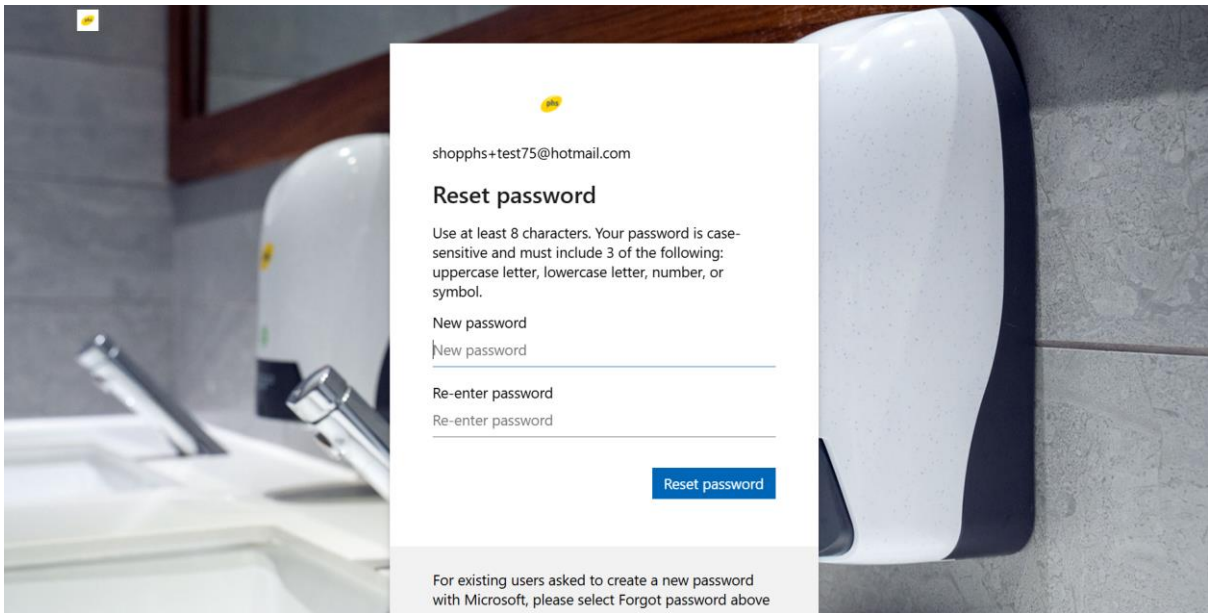 phs
phs
shopphs+test75@hotmail.com
Reset password
Use at least 8 characters. Your password is case-
sensitive and must include 3 of the following:
uppercase letter, lowercase letter, number, or
symbol.
New password
New password
Re-enter password
Re-enter password
Reset password
For existing users asked to create a new password
with Microsoft, please select Forgot password above